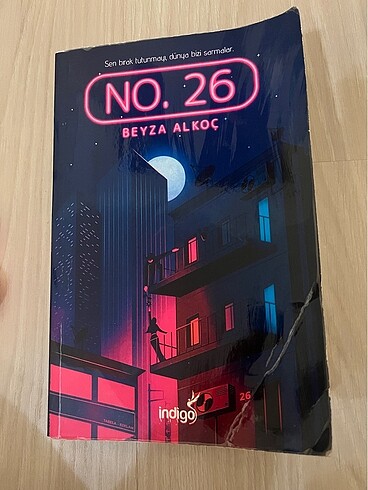 Sen bırak tutunmayı, dünya bizi sarmalar.
NO. 26
BEYZA ALKOÇ
26
indigo